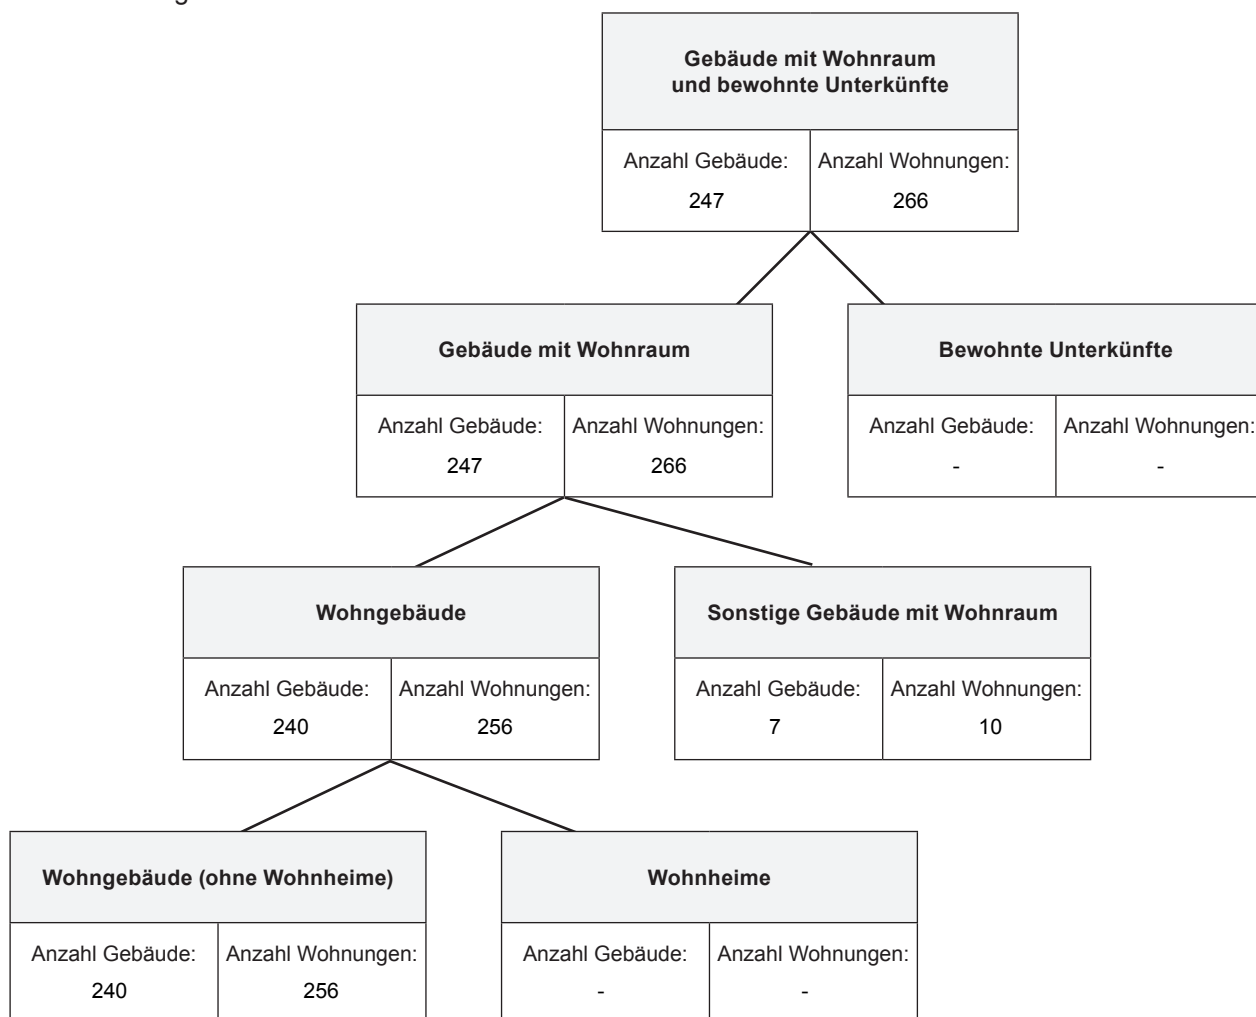 Gebäude mit Wohnraum
und bewohnte Unterkünfte
Anzahl Gebäude: Anzahl Wohnungen:
247 266
Gebäude mit Wohnraum
Anzahl Gebäude: Anzahl Wohnungen:
247 266
Bewohnte Unterkünfte
Anzahl Gebäude: Anzahl Wohnungen:
- -
Wohngebäude
Anzahl Gebäude: Anzahl Wohnungen:
240 256
Sonstige Gebäude mit Wohnraum
Anzahl Gebäude: Anzahl Wohnungen:
7 10
Wohngebäude (ohne Wohnheime)
Anzahl Gebäude: Anzahl Wohnungen:
240 256
Wohnheime
Anzahl Gebäude: Anzahl Wohnungen:
- -